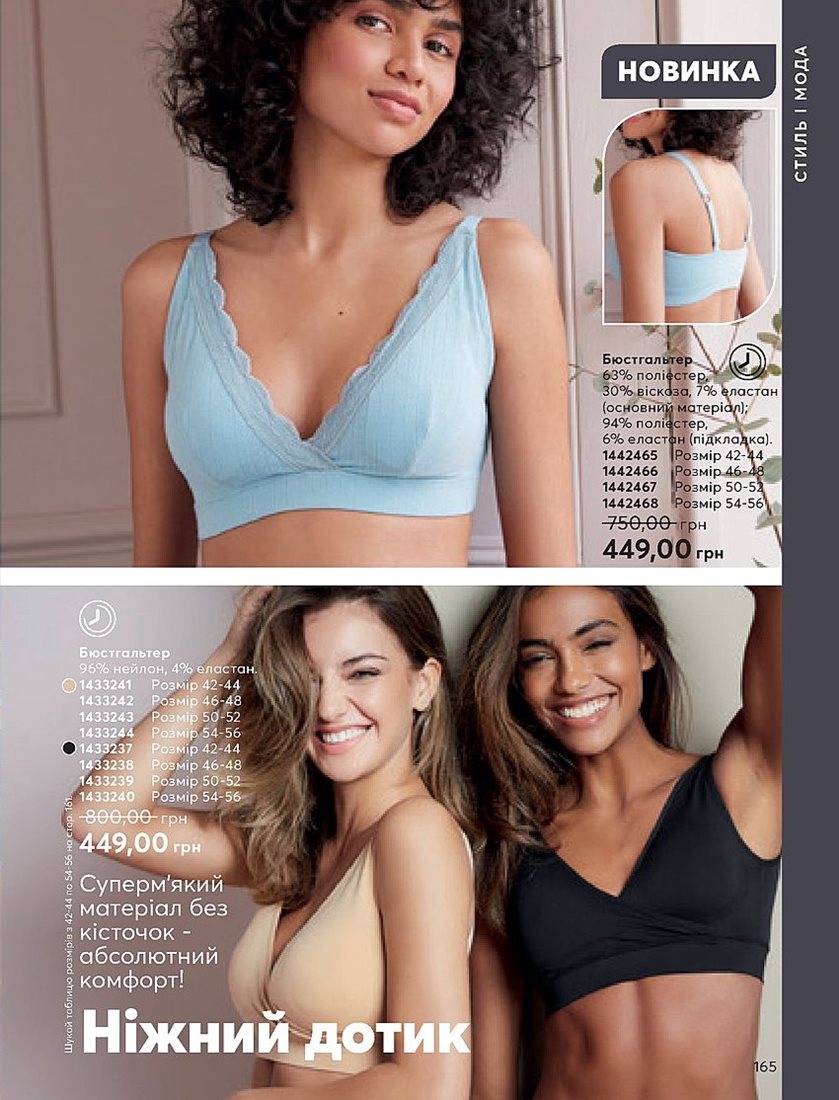 НОВИНКА
СТИЛЬ | МОДА
Бюстгальтер
63% поліестер,
30% віскоза, 7% еластан
(основний матеріал);
94% поліестер,
6% еластан (підкладка).
1442465 Розмір 42-44
1442466 Розмір 46-48
1442467 Розмір 50-52
1442468 Розмір 54-56
750,00 грн
449,00 грн
Бюстгальтер
96% нейлон, 4% еластан.
1433241 Розмір 42-44
1433242 Розмір 46-48
1433243 Розмір 50-52
1433244 Розмір 54-56
1433237 Розмір 42-44
1433238 Розмір 46-48
1433239 Розмір 50-52
1433240 Розмір 54-56
800,00 грн
449,00 грн
Шукай таблицю розмірів з 42-44 по 54-56 на стор. 161.
Суперм'який
матеріал без
кісточок -
абсолютний
комфорт!
Ніжний дотик
165